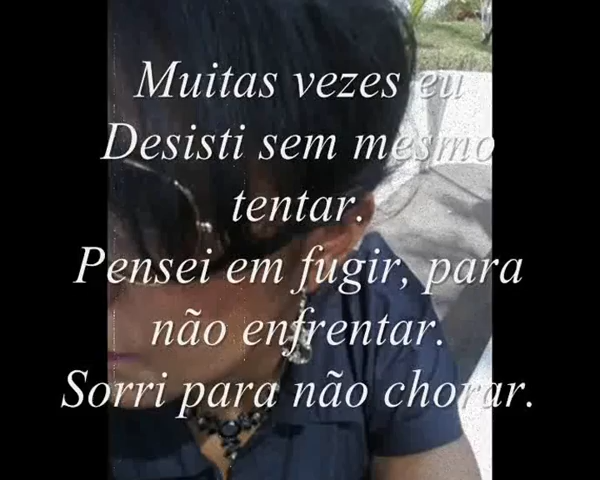 Muitas vezes eu
Desisti sem mesmo
tentar.
Pensei em fugir, para
não enfrentar.
Sorri para não chorar.